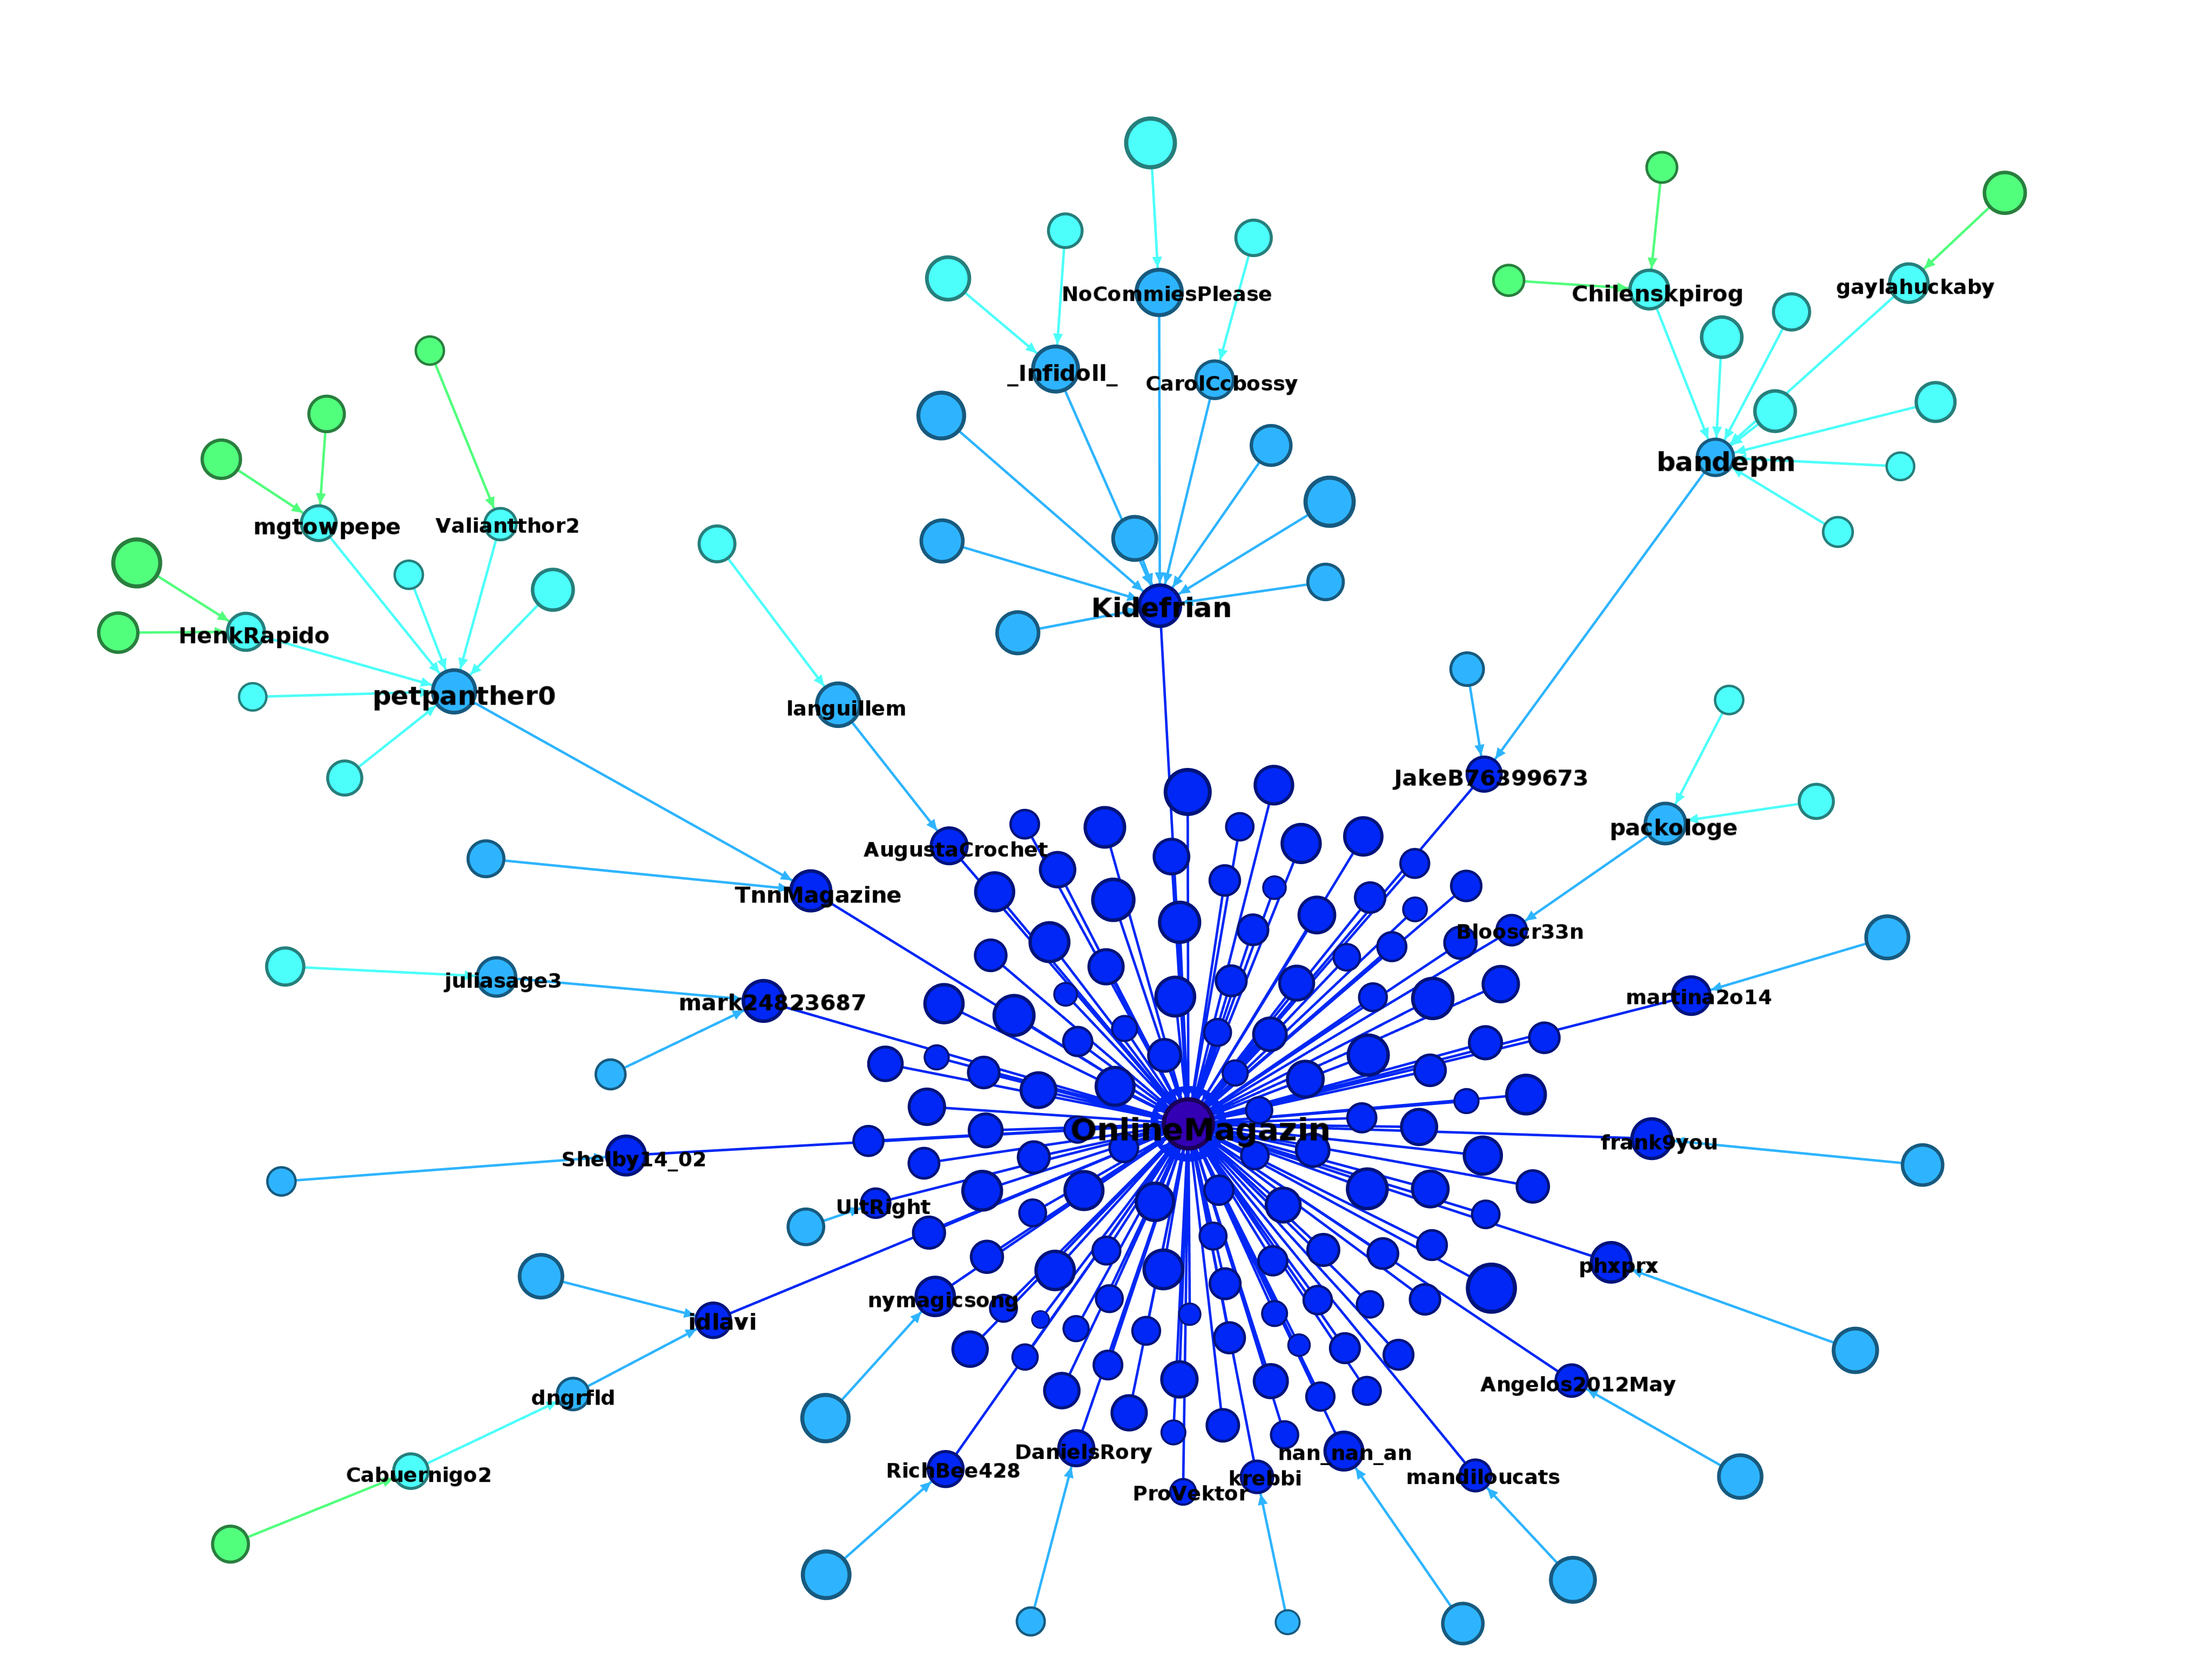 Chilenskpirog
gaylahuckaby
NoCommiesPlease
_Infidoll_
CarolCcbossy
bandepm
mgtowpepe
Valiantthor2
HenkRapido
petpanther0
Kidefrian
languillem
JakeB76399673
packologe
AugustaCrochet
TnnMagazine
Blooscr33n
juliasage3
mark24823687
martina2o14
OnlineMagazin
frank9you
Shelby14_02
UltRight
phxprx
nymagicsong
idlavi
Angelos2012May
dngrfld
DanielsRory
nan_nan_an
RichBee428
Cabuernigo2
krebbi
mandiloucats
ProVektor